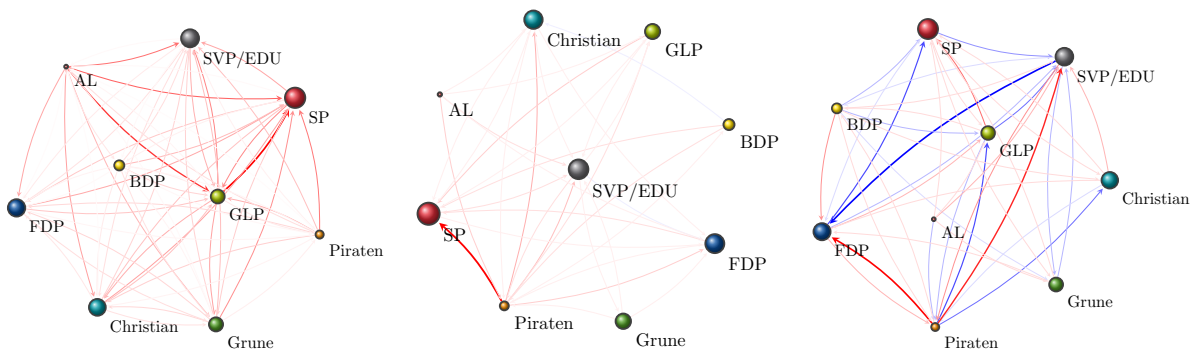 SVP/EDU
AL
SP
BDP
GLP
FDP
Piraten
Christian
Grune
Christian
GLP
AL
BDP
SVP/EDU
SP
FDP
Piraten
Grune
SP
SVP/EDU
BDP
GLP
Christian
AL
FDP
Grune
Piraten